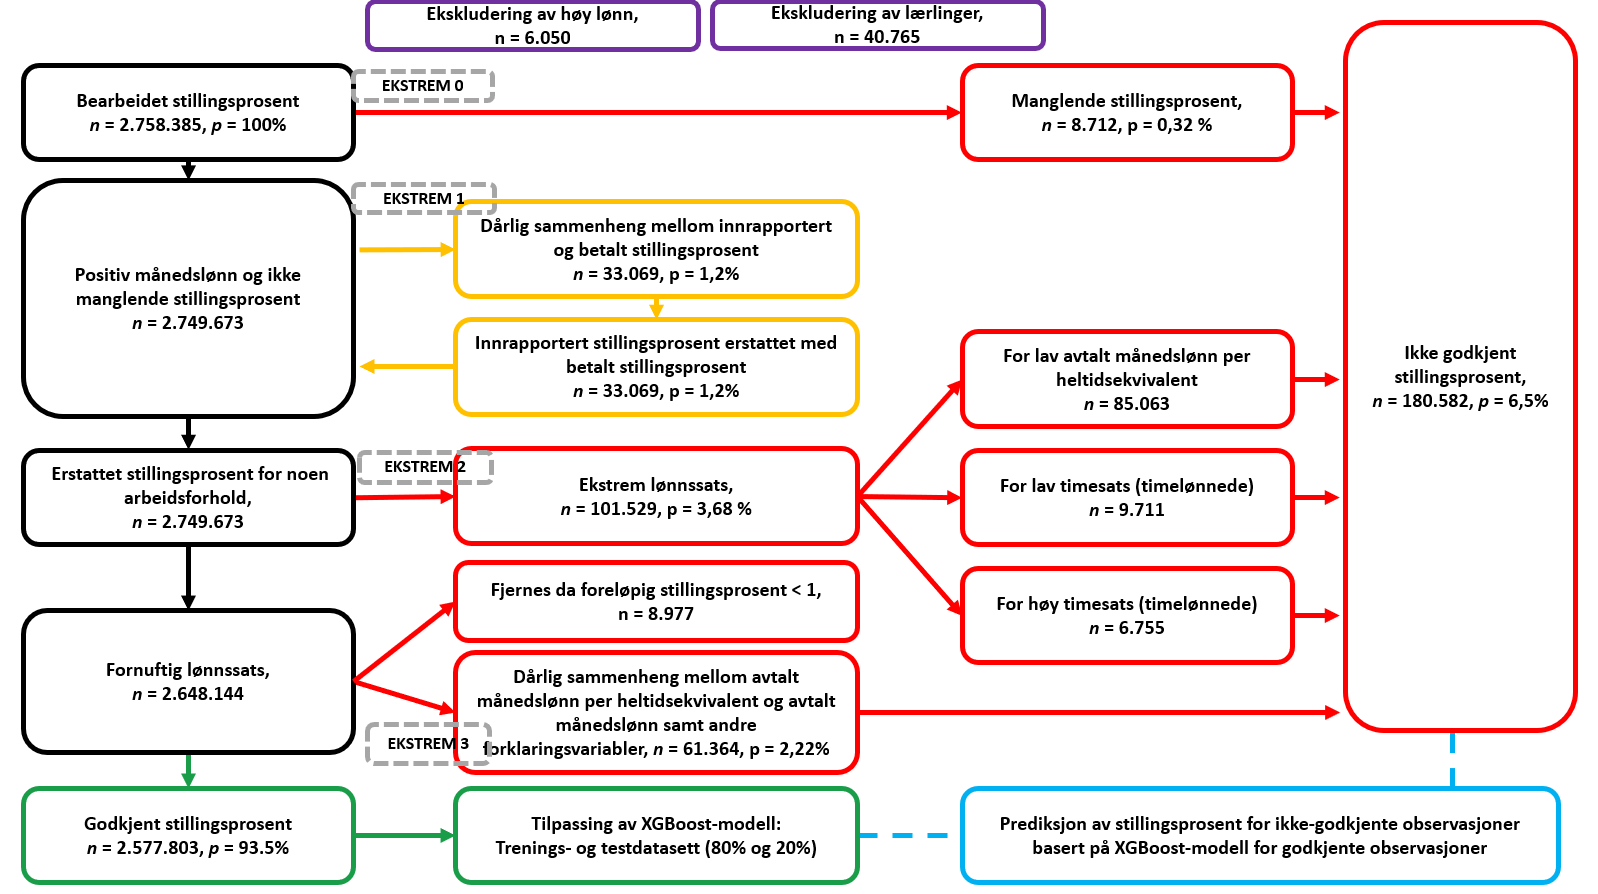 Ekskludering av høy lønn,
n = 6.050
Ekskludering av lærlinger,
n = 40.765
Bearbeidet stillingsprosent
n = 2.758.385, p = 100%
EKSTREM 0
Manglende stillingsprosent,
n = 8.712, p = 0,32 %
Positiv månedslønn og ikke
manglende stillingsprosent
n = 2.749.673
EKSTREM 1
Dårlig sammenheng mellom innrapportert
og betalt stillingsprosent
n = 33.069, p = 1,2%
Innrapportert stillingsprosent erstattet med
betalt stillingsprosent
n = 33.069, p = 1,2%
For lav avtalt månedslønn per
heltidsekvivalent
n = 85.063
Ikke godkjent
stillingsprosent,
n = 180.582, p = 6,5%
Erstattet stillingsprosent for noen
arbeidsforhold,
n = 2.749.673
EKSTREM 2
Ekstrem lønnssats,
n = 101.529, p = 3,68 %
For lav timesats (timelønnede)
n = 9.711
For høy timesats (timelønnede)
n = 6.755
Fornuftig lønnssats,
n = 2.648.144
Fjernes da foreløpig stillingsprosent < 1,
n = 8.977
Dårlig sammenheng mellom avtalt
månedslønn per heltidsekvivalent og avtalt
månedslønn samt andre
forklaringsvariabler, n = 61.364, p = 2,22%
EKSTREM 3
Godkjent stillingsprosent
n = 2.577.803, p = 93.5%
Tilpassing av XGBoost-modell:
Trenings- og testdatasett (80% og 20%)
Prediksjon av stillingsprosent for ikke-godkjente observasjoner
basert på XGBoost-modell for godkjente observasjoner